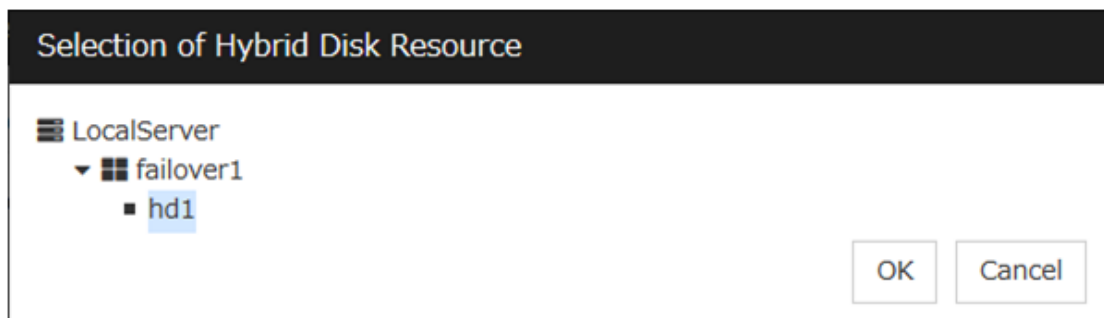 Selection of Hybrid Disk Resource
LocalServer
failover1
hd1
OK
Cancel